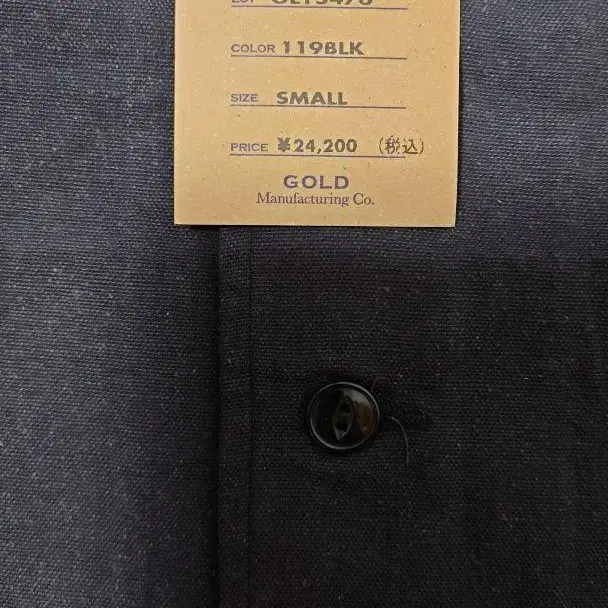 COLOR 119BLK
SIZE SMALL
PRICE ¥24,200 (税込)
GOLD
Manufacturing Co.